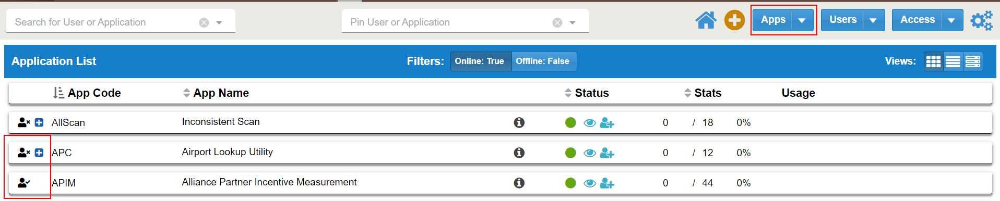 Search for User or Application
Pin User or Application
Apps
Users
Access
Application List
Filters:
Online: True
Offline: False
Views:
App Code
App Name
Status
Stats
Usage
AllScan
Inconsistent Scan
0 / 18
0%
APC
Airport Lookup Utility
0 / 12
0%
APIM
Alliance Partner Incentive Measurement
0 / 44
0%